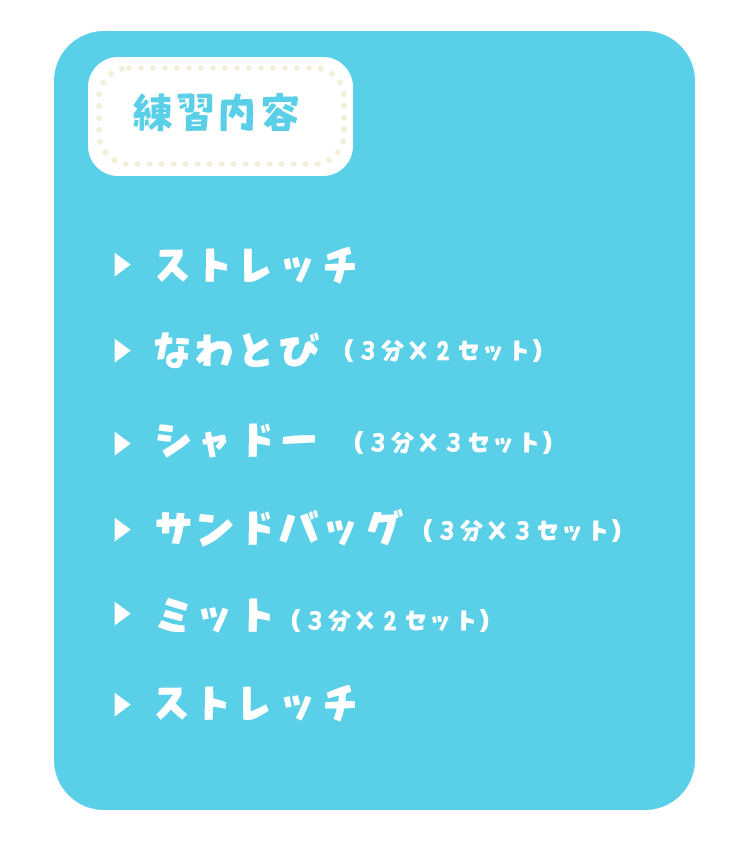 練習内容
▶ ストレッチ
▶ なわとび (3分×2セット)
▶ シャドー (3分×3セット)
▶ サンドバッグ (3分×3セット)
▶ ミット (3分×2セット)
▶ ストレッチ